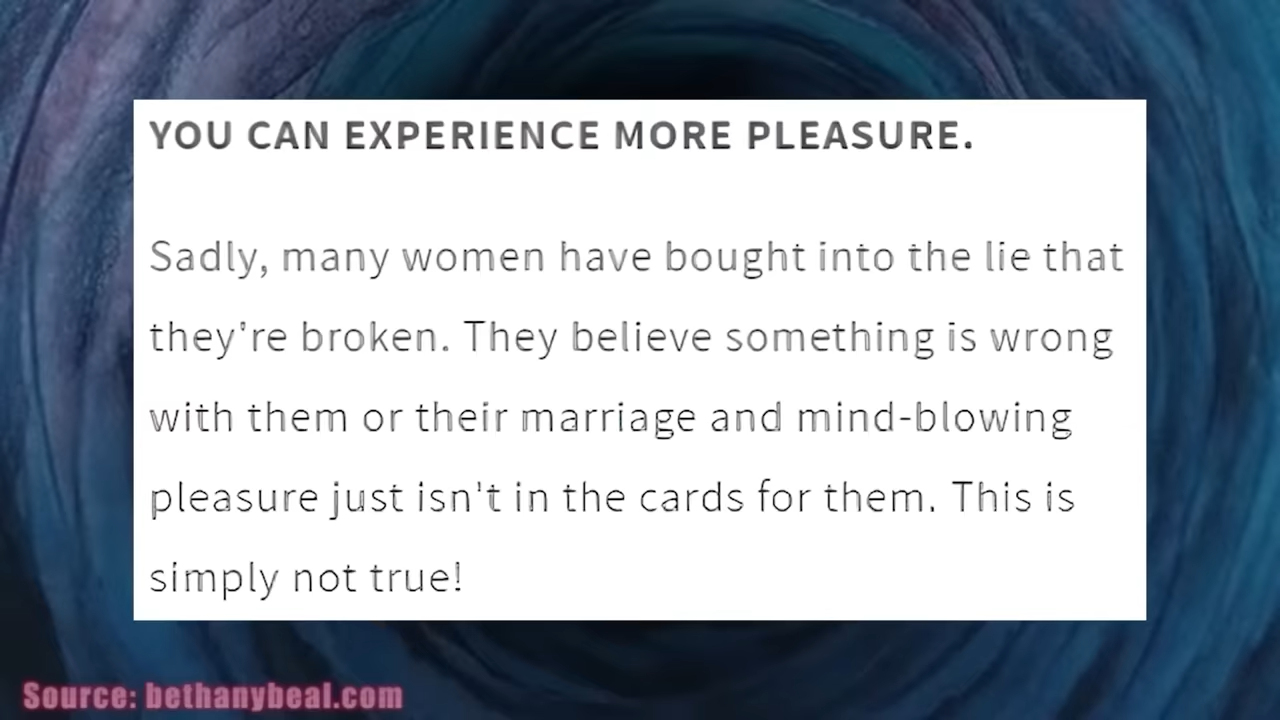 YOU CAN EXPERIENCE MORE PLEASURE.
Sadly, many women have bought into the lie that
they're broken. They believe something is wrong
with them or their marriage and mind-blowing
pleasure just isn't in the cards for them. This is
simply not true!
Source: bethanybeal.com